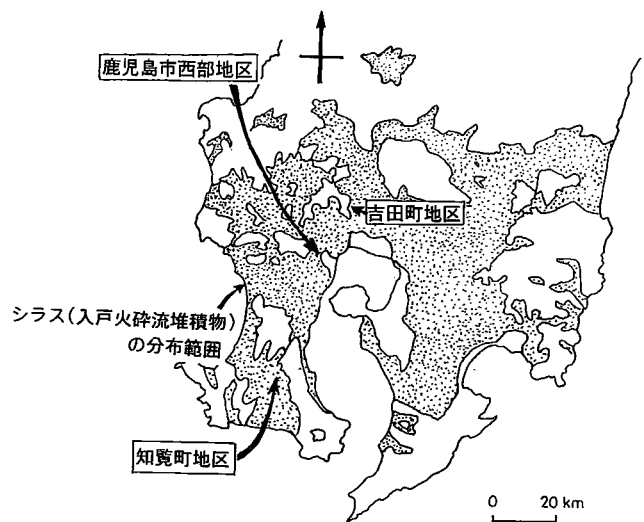 鹿児島市西部地区
吉田町地区
シラス(入戸火砕流堆積物)
の分布範囲
知覧町地区
0 20 km